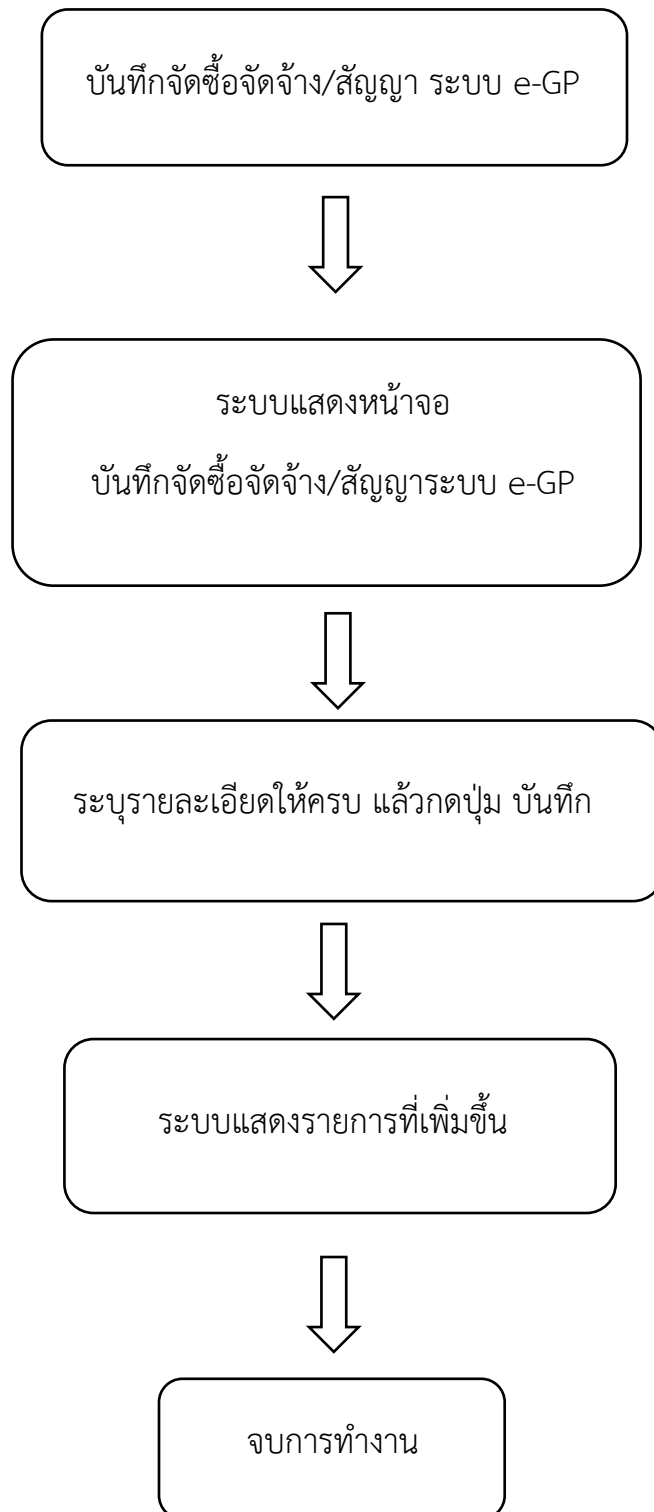 บันทึกจัดซื้อจัดจ้าง/สัญญา ระบบ e-GP
ระบบแสดงหน้าจอ
บันทึกจัดซื้อจัดจ้าง/สัญญาระบบ e-GP
ระบุรายละเอียดให้ครบ แล้วกดปุ่ม บันทึก
ระบบแสดงรายการที่เพิ่มขึ้น
จบการทำงาน